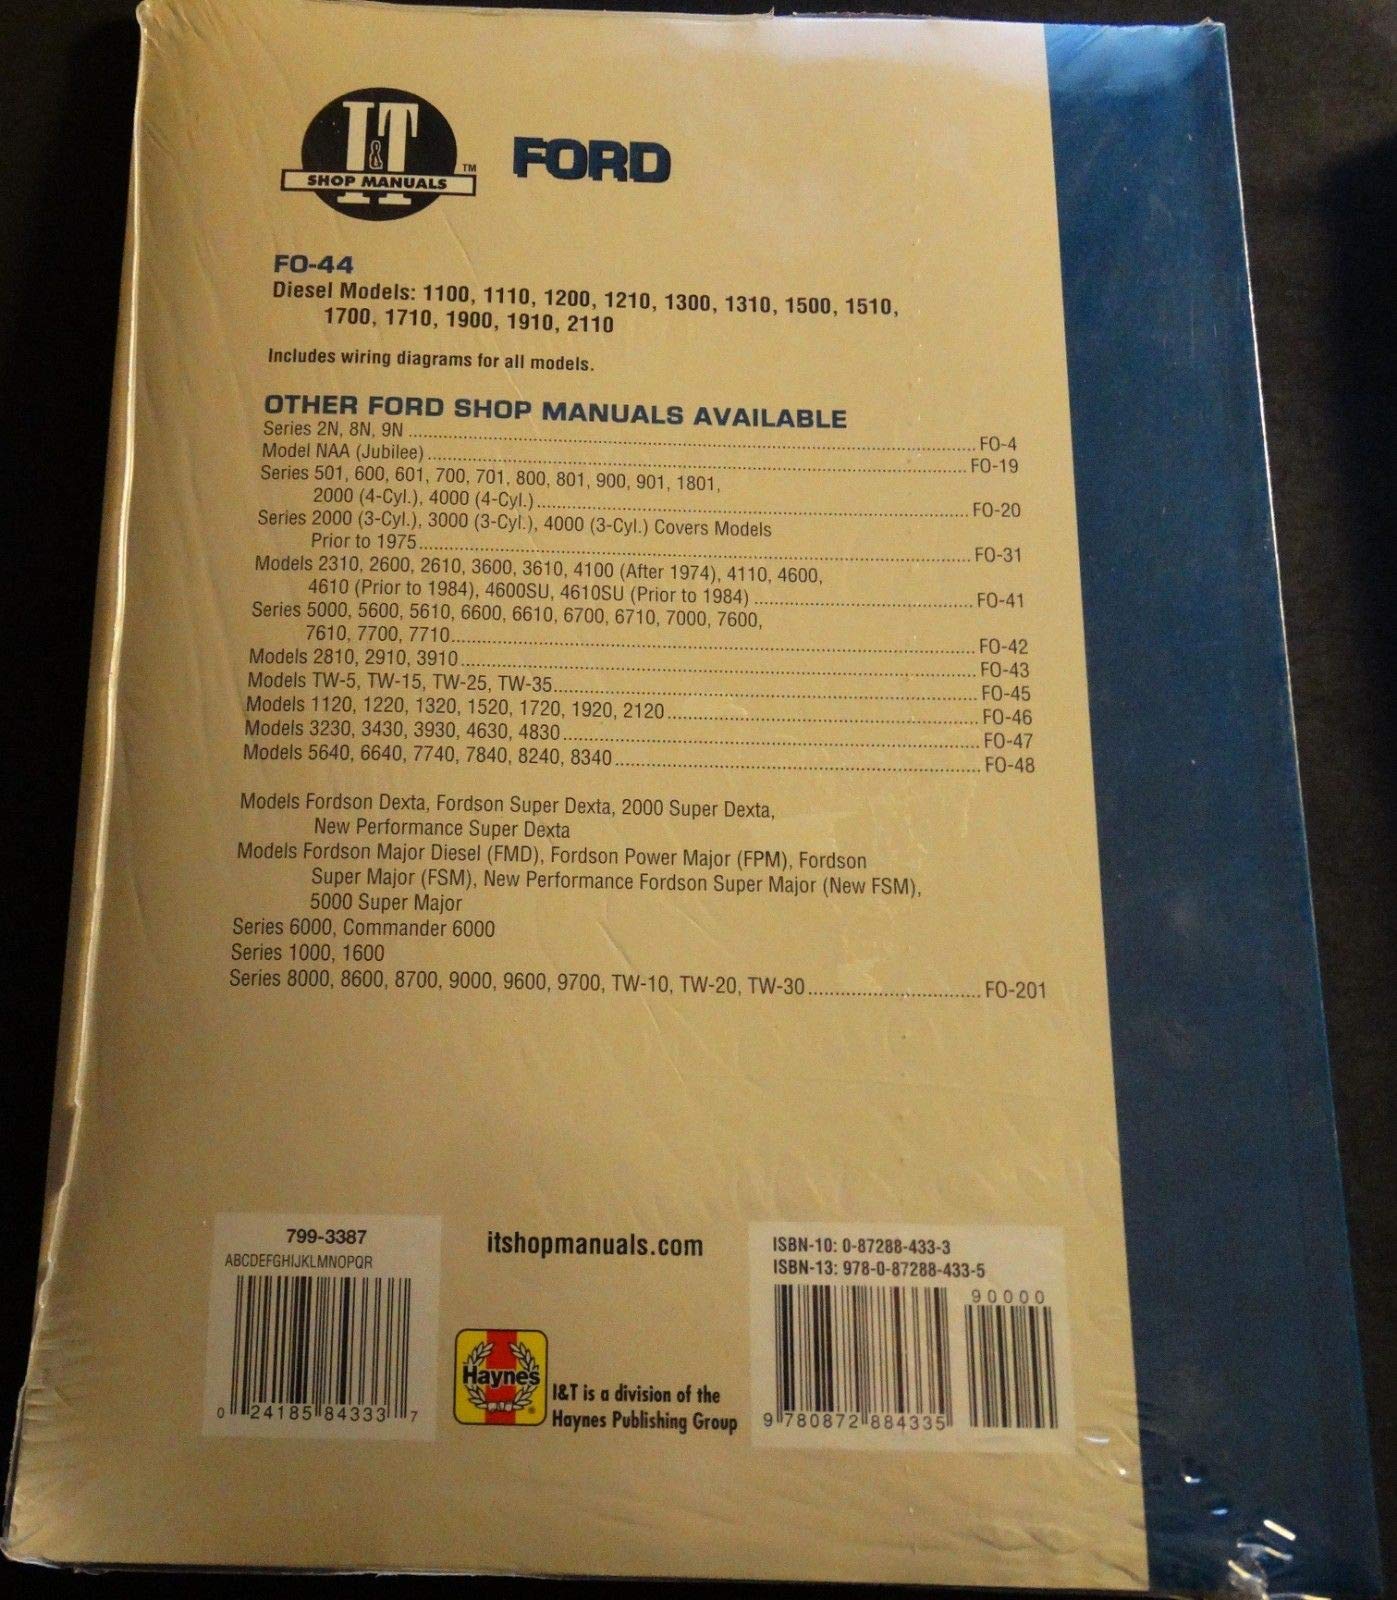 I&T
SHOP MANUALS™
FORD
FO-44
Diesel Models: 1100, 1110, 1200, 1210, 1300, 1310, 1500, 1510,
1700, 1710, 1900, 1910, 2110
Includes wiring diagrams for all models.
OTHER FORD SHOP MANUALS AVAILABLE
Series 2N, 8N, 9N ........ FO-4
Model NAA (Jubilee) ........ FO-19
Series 501, 600, 601, 700, 701, 800, 801, 900, 901, 1801,
2000 (4-Cyl.), 4000 (4-Cyl.) ........ FO-20
Series 2000 (3-Cyl.), 3000 (3-Cyl.), 4000 (3-Cyl.) Covers Models
Prior to 1975 ........ FO-31
Models 2310, 2600, 2610, 3600, 3610, 4100 (After 1974), 4110, 4600,
4610 (Prior to 1984), 4600SU, 4610SU (Prior to 1984) ........ FO-41
Series 5000, 5600, 5610, 6600, 6610, 6700, 6710, 7000, 7600,
7610, 7700, 7710 ........ FO-42
Models 2810, 2910, 3910 ........ FO-43
Models TW-5, TW-15, TW-25, TW-35 ........ FO-45
Models 1120, 1220, 1320, 1520, 1720, 1920, 2120 ........ FO-46
Models 3230, 3430, 3930, 4630, 4830 ........ FO-47
Models 5640, 6640, 7740, 7840, 8240, 8340 ........ FO-48
Models Fordson Dexta, Fordson Super Dexta, 2000 Super Dexta,
New Performance Super Dexta
Models Fordson Major Diesel (FMD), Fordson Power Major (FPM), Fordson
Super Major (FSM), New Performance Fordson Super Major (New FSM),
5000 Super Major
Series 6000, Commander 6000
Series 1000, 1600
Series 8000, 8600, 8700, 9000, 9600, 9700, TW-10, TW-20, TW-30 ........ FO-201
799-3387
ABCDEFGHIJKLMNOPQR
0 24185 84333 7
itshopmanuals.com
Haynes
I&T is a division of the
Haynes Publishing Group
ISBN-10: 0-87288-433-3
ISBN-13: 978-0-87288-433-5
90000
9 780872 884335